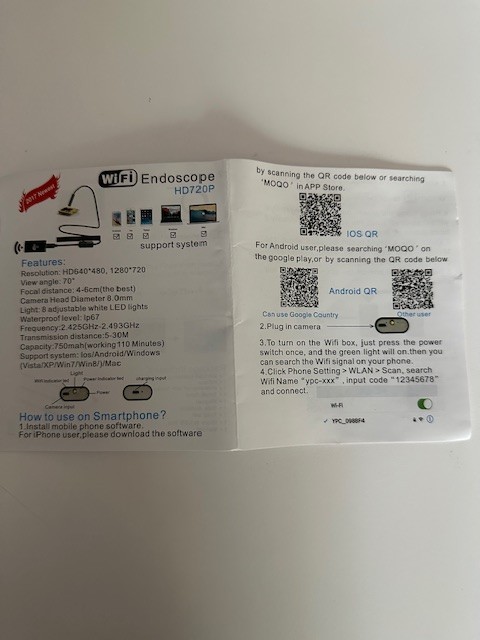 2017 Newest
WiFi Endoscope
HD720P
support system
Features:
Resolution: HD640*480, 1280*720
View angle: 70°
Focal distance: 4-6cm(the best)
Camera Head Diameter 8.0mm
Light: 8 adjustable white LED lights
Waterproof level: Ip67
Frequency:2.425GHz-2.493GHz
Transmission distance:5-30M
Capacity:750mah(working110 Minutes)
Support system: Ios/Android/Windows
(Vista/XP/Win7/Win8/)/Mac
Light
Wifi indicator led
Power indicator led
charging input
Power
Camera input
How to use on Smartphone?
1.Install mobile phone software.
For iPhone user,please download the software
by scanning the QR code below or searching
'MOQO' in APP Store.
IOS QR
For Android user,please searching 'MOQO' on
the google play,or by scanning the QR code below
Android QR
Can use Google Country
Other user
2.Plug in camera
3.To turn on the Wifi box, just press the power
switch once, and the green light will on.then you
can search the Wifi signal on your phone.
4.Click Phone Setting > WLAN > Scan, search
Wifi Name "ypc-xxx", input code "12345678"
and connect.
Wi-Fi
✓ YPC_0988F4